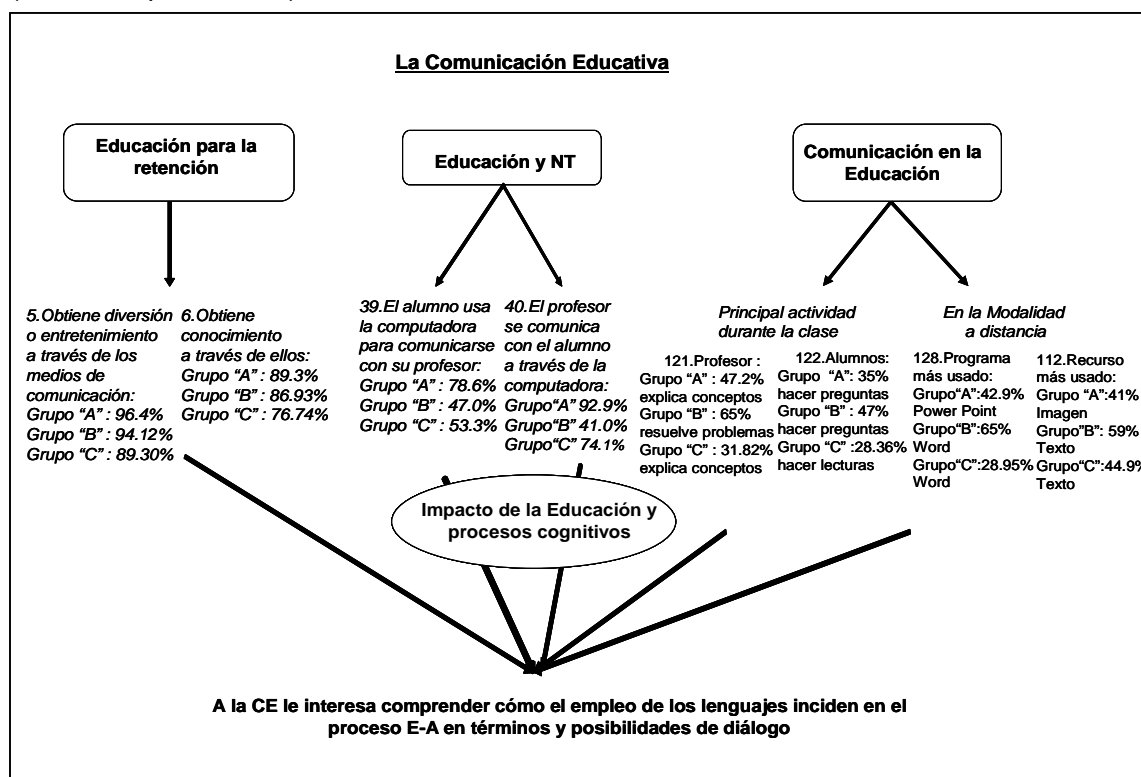 La Comunicación Educativa
Educación para la
retención
Educación y NT
Comunicación en la
Educación
5.Obtiene diversión
o entretenimiento
a través de los
medios de
comunicación:
Grupo “A” : 96.4%
Grupo “B” : 94.12%
Grupo “C” : 89.30%
6.Obtiene
conocimiento
a través de ellos:
Grupo “A” : 89.3%
Grupo “B” : 86.93%
Grupo “C” : 76.74%
39.El alumno usa
la computadora
para comunicarse
con su profesor:
Grupo “A” : 78.6%
Grupo “B” : 47.0%
Grupo “C” : 53.3%
40.El profesor
se comunica
con el alumno
a través de la
computadora:
Grupo“A” 92.9%
Grupo“B” 41.0%
Grupo“C” 74.1%
Principal actividad
durante la clase
121.Profesor :
Grupo “A” : 47.2%
explica conceptos
Grupo “B” : 65%
resuelve problemas
Grupo “C” : 31.82%
explica conceptos
122.Alumnos:
Grupo “A”: 35%
hacer preguntas
Grupo “B” : 47%
hacer preguntas
Grupo “C” :28.36%
hacer lecturas
En la Modalidad
a distancia
128.Programa
más usado:
Grupo“A”:42.9%
Power Point
Grupo“B”:65%
Word
Grupo“C”:28.95%
Word
112.Recurso
más usado:
Grupo “A”:41%
Imagen
Grupo”B”: 59%
Texto
Grupo“C”:44.9%
Texto
Impacto de la Educación y
procesos cognitivos
A la CE le interesa comprender cómo el empleo de los lenguajes inciden en el
proceso E-A en términos y posibilidades de diálogo